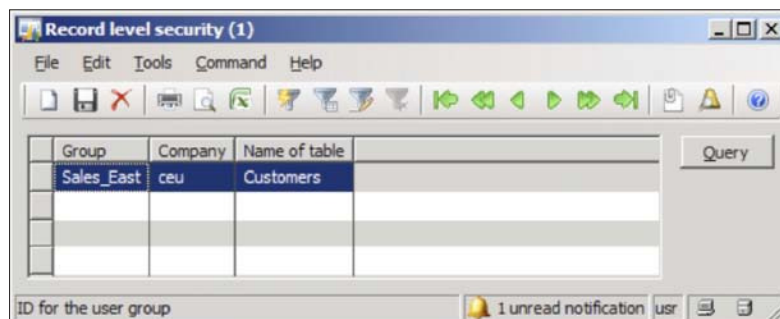 Record level security (1)
File Edit Tools Command Help
Group Company Name of table Query
Sales_East ceu Customers
ID for the user group 1 unread notification usr